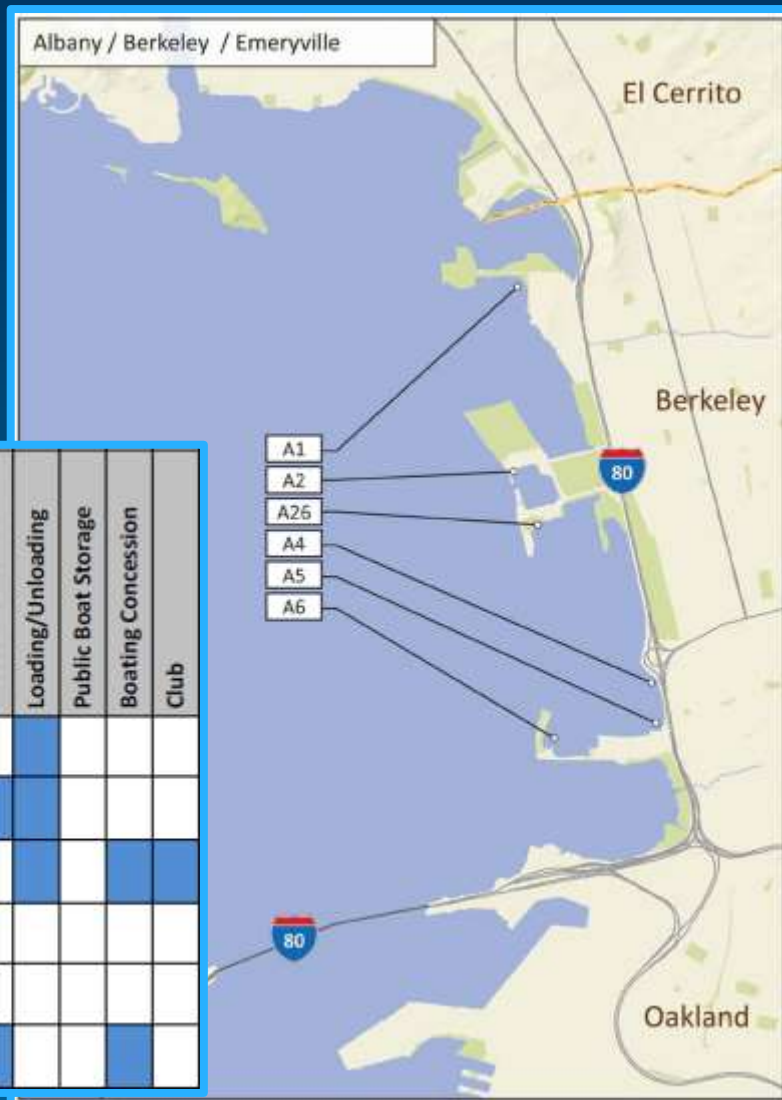 Albany / Berkeley / Emeryville
El Cerrito
Berkeley
80
A1
A2
A26
A4
A5
A6
Loading/Unloading
Public Boat Storage
Boating Concession
Club
80
Oakland